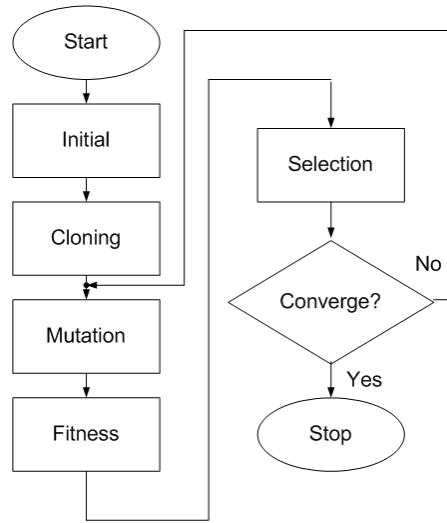 Start
Initial
Cloning
Mutation
Fitness
Selection
Converge?
No
Yes
Stop